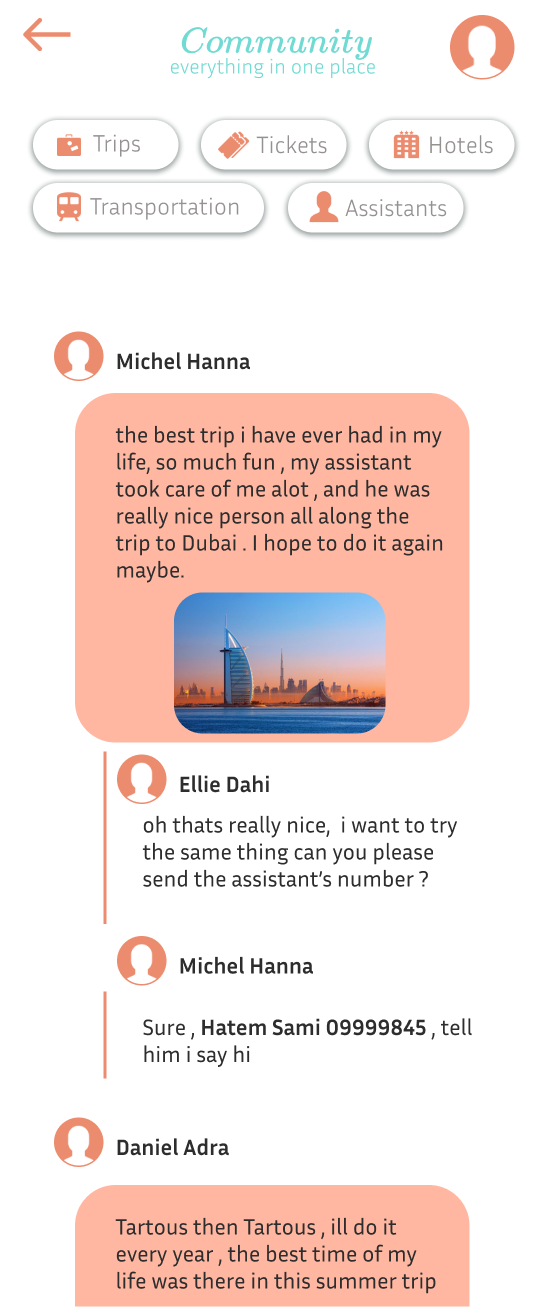 Community
everything in one place
Trips
Tickets
Hotels
Transportation
Assistants
Michel Hanna
the best trip i have ever had in my
life, so much fun , my assistant
took care of me alot , and he was
really nice person all along the
trip to Dubai . I hope to do it again
maybe.
Ellie Dahi
oh thats really nice,  i want to try
the same thing can you please
send the assistant’s number ?
Michel Hanna
Sure , Hatem Sami 09999845 , tell
him i say hi
Daniel Adra
Tartous then Tartous , ill do it
every year , the best time of my
life was there in this summer trip